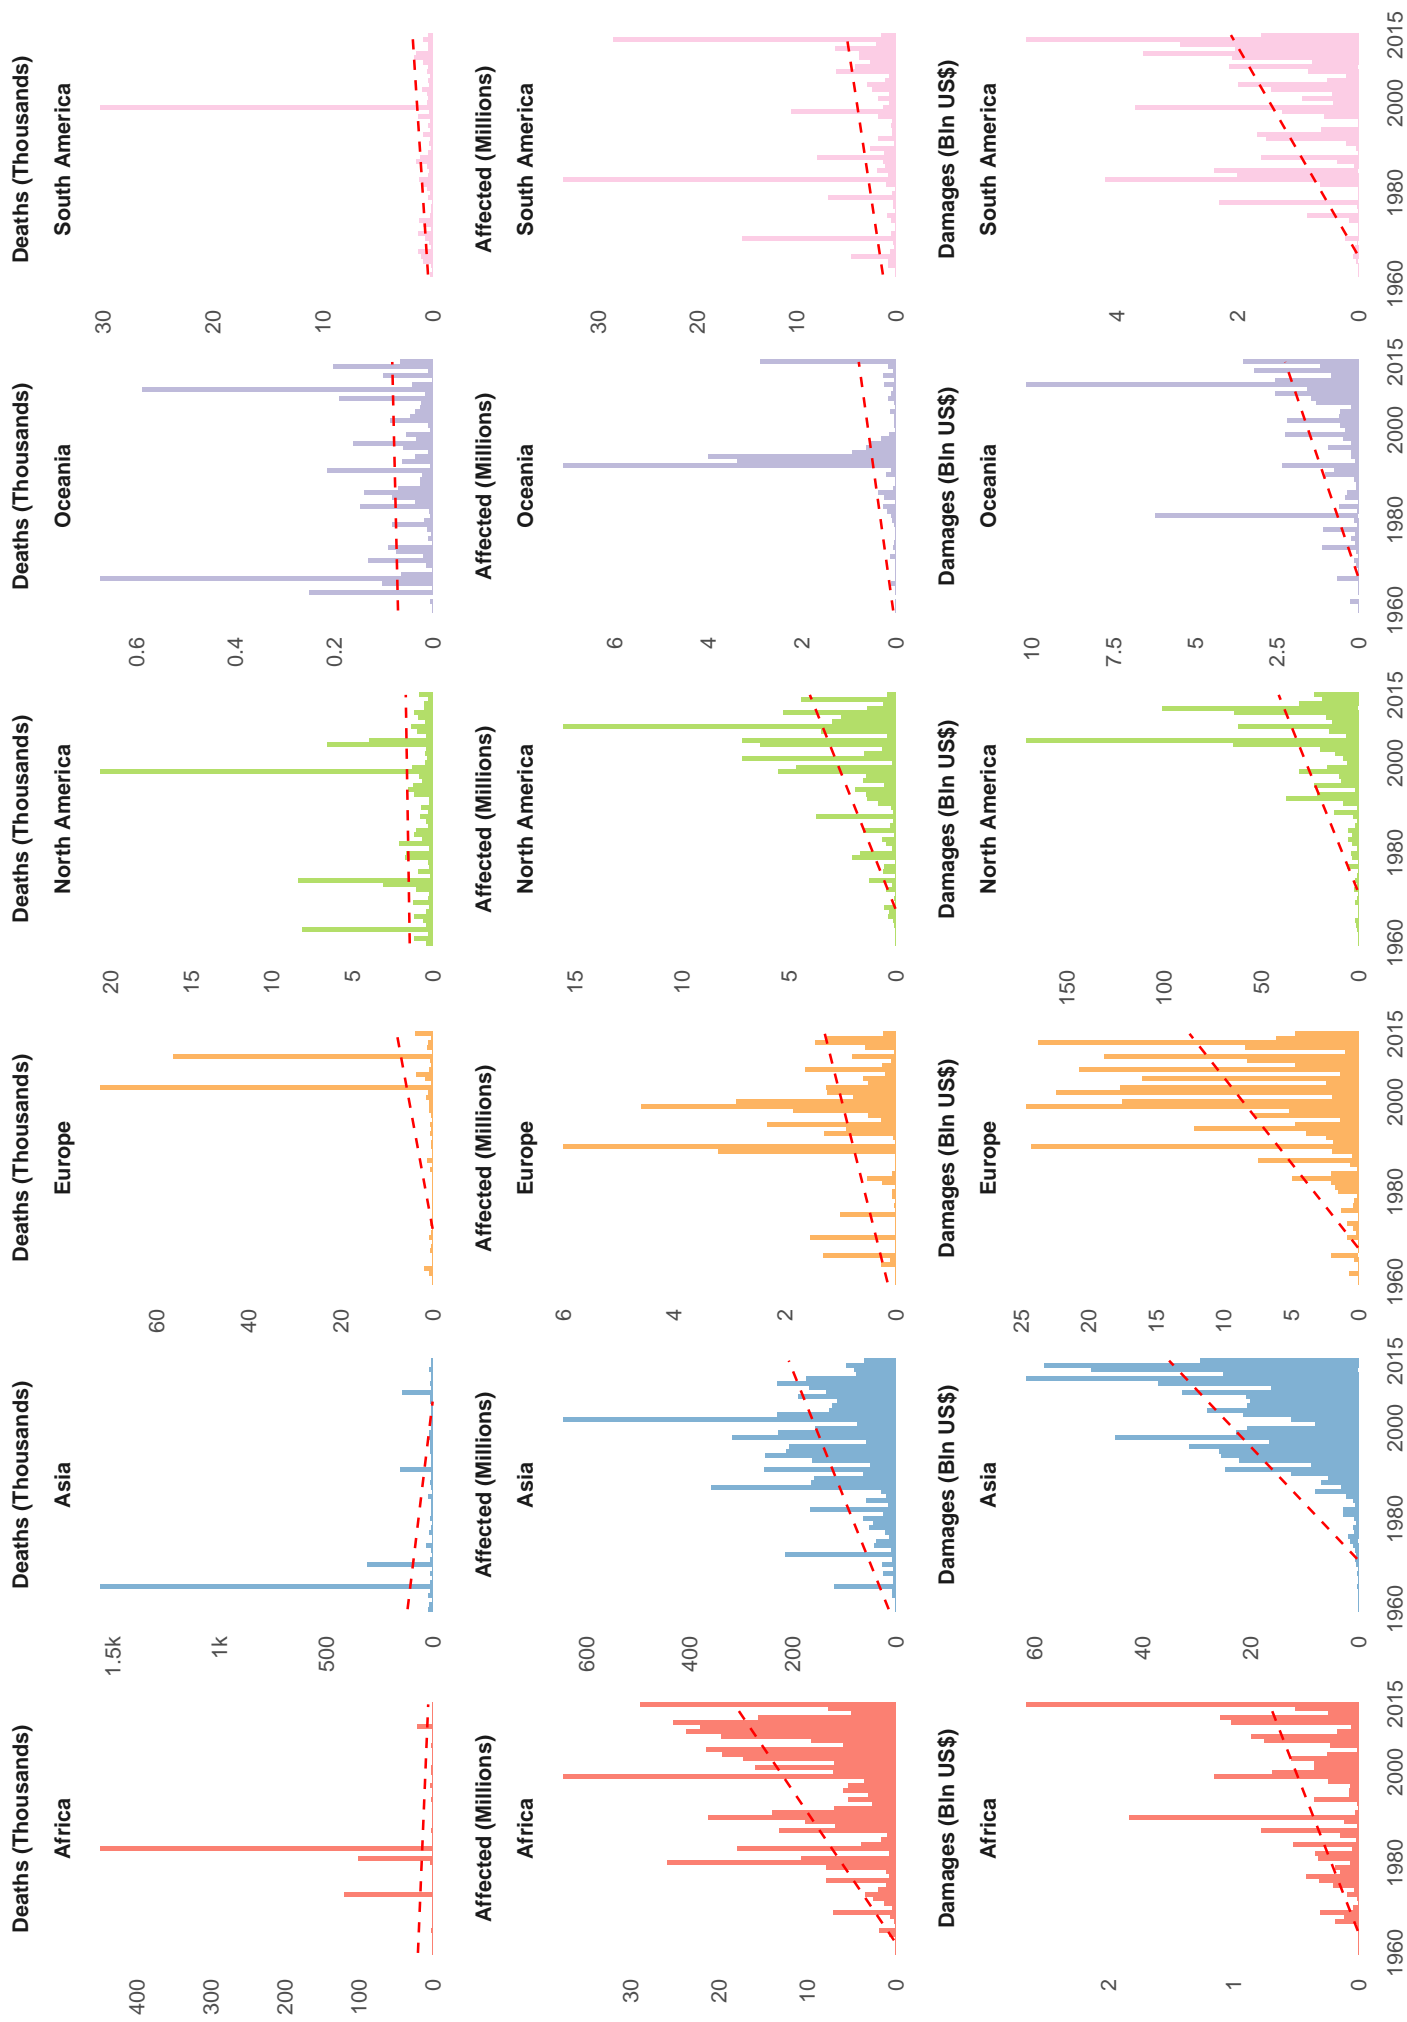 Deaths (Thousands)
Africa
400
300
200
100
0
Deaths (Thousands)
Asia
1.5k
1k
500
0
Deaths (Thousands)
Europe
60
40
20
0
Deaths (Thousands)
North America
20
15
10
5
0
Deaths (Thousands)
Oceania
0.6
0.4
0.2
0
Deaths (Thousands)
South America
30
20
10
0
Affected (Millions)
Africa
30
20
10
0
Affected (Millions)
Asia
600
400
200
0
Affected (Millions)
Europe
6
4
2
0
Affected (Millions)
North America
15
10
5
0
Affected (Millions)
Oceania
6
4
2
0
Affected (Millions)
South America
30
20
10
0
Damages (Bln US$)
Africa
2
1
0
1960 1980 2000 2015
Damages (Bln US$)
Asia
60
40
20
0
1960 1980 2000 2015
Damages (Bln US$)
Europe
25
20
15
10
5
0
1960 1980 2000 2015
Damages (Bln US$)
North America
150
100
50
0
1960 1980 2000 2015
Damages (Bln US$)
Oceania
10
7.5
5
2.5
0
1960 1980 2000 2015
Damages (Bln US$)
South America
4
2
0
1960 1980 2000 2015